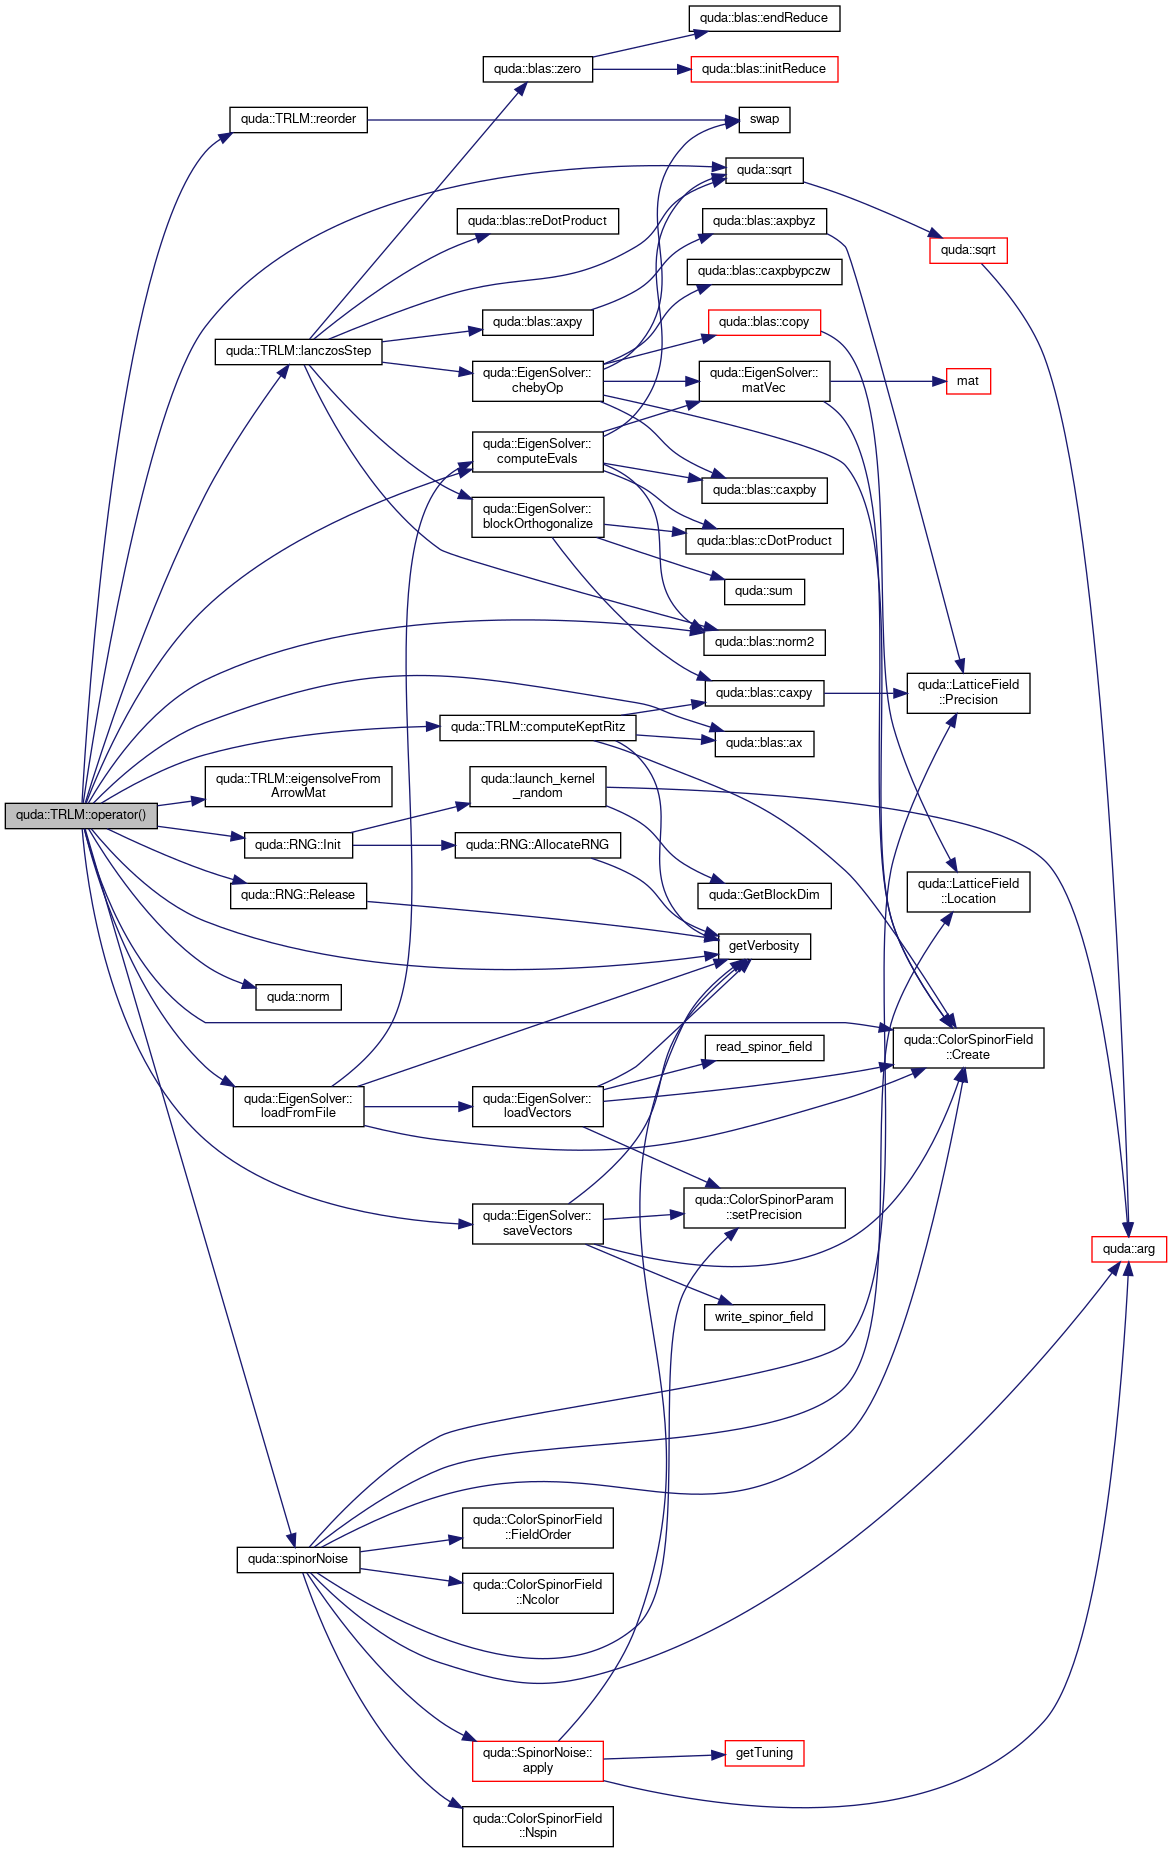 quda::blas::endReduce
quda::blas::zero
quda::blas::initReduce
quda::TRLM::reorder
swap
quda::sqrt
quda::blas::reDotProduct
quda::blas::axpbyz
quda::sqrt
quda::blas::caxpbypczw
quda::blas::axpy
quda::blas::copy
quda::TRLM::lanczosStep
quda::EigenSolver::
chebyOp
quda::EigenSolver::
matVec
mat
quda::EigenSolver::
computeEvals
quda::blas::caxpby
quda::EigenSolver::
blockOrthogonalize
quda::blas::cDotProduct
quda::sum
quda::blas::norm2
quda::blas::caxpy
quda::LatticeField
::Precision
quda::TRLM::computeKeptRitz
quda::blas::ax
quda::TRLM::eigensolveFrom
ArrowMat
quda::launch_kernel
_random
quda::TRLM::operator()
quda::RNG::Init
quda::RNG::AllocateRNG
quda::RNG::Release
quda::GetBlockDim
quda::LatticeField
::Location
getVerbosity
quda::norm
read_spinor_field
quda::ColorSpinorField
::Create
quda::EigenSolver::
loadFromFile
quda::EigenSolver::
loadVectors
quda::ColorSpinorParam
::setPrecision
quda::EigenSolver::
saveVectors
quda::arg
write_spinor_field
quda::ColorSpinorField
::FieldOrder
quda::spinorNoise
quda::ColorSpinorField
::Ncolor
quda::SpinorNoise::
apply
getTuning
quda::ColorSpinorField
::Nspin